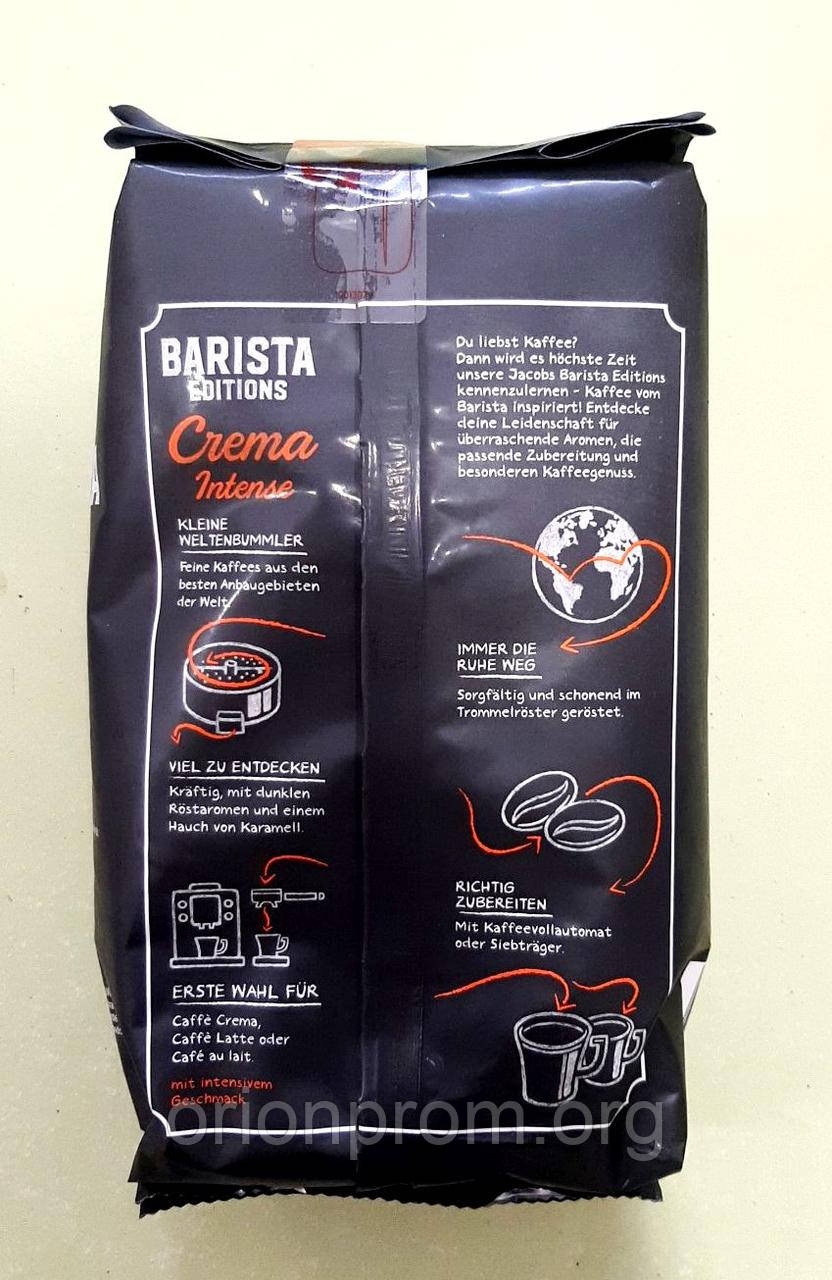 BARISTA
EDITIONS
Crema
Intense
KLEINE
WELTENBUMMLER
Feine Kaffees aus den
besten Anbaugebieten
der Welt.
VIEL ZU ENTDECKEN
Kräftig, mit dunklen
Röstaromen und einem
Hauch von Karamell.
ERSTE WAHL FÜR
Caffè Crema,
Caffè Latte oder
Café au lait.
mit intensivem
Geschmack
Du liebst Kaffee?
Dann wird es höchste Zeit
unsere Jacobs Barista Editions
kennenzulernen - Kaffee vom
Barista inspiriert! Entdecke
deine Leidenschaft für
überraschende Aromen, die
passende Zubereitung und
besonderen Kaffeegenuss.
IMMER DIE
RUHE WEG
Sorgfältig und schonend im
Trommelröster geröstet.
RICHTIG
ZUBEREITEN
Mit Kaffeevollautomat
oder Siebträger.
orionprom.org